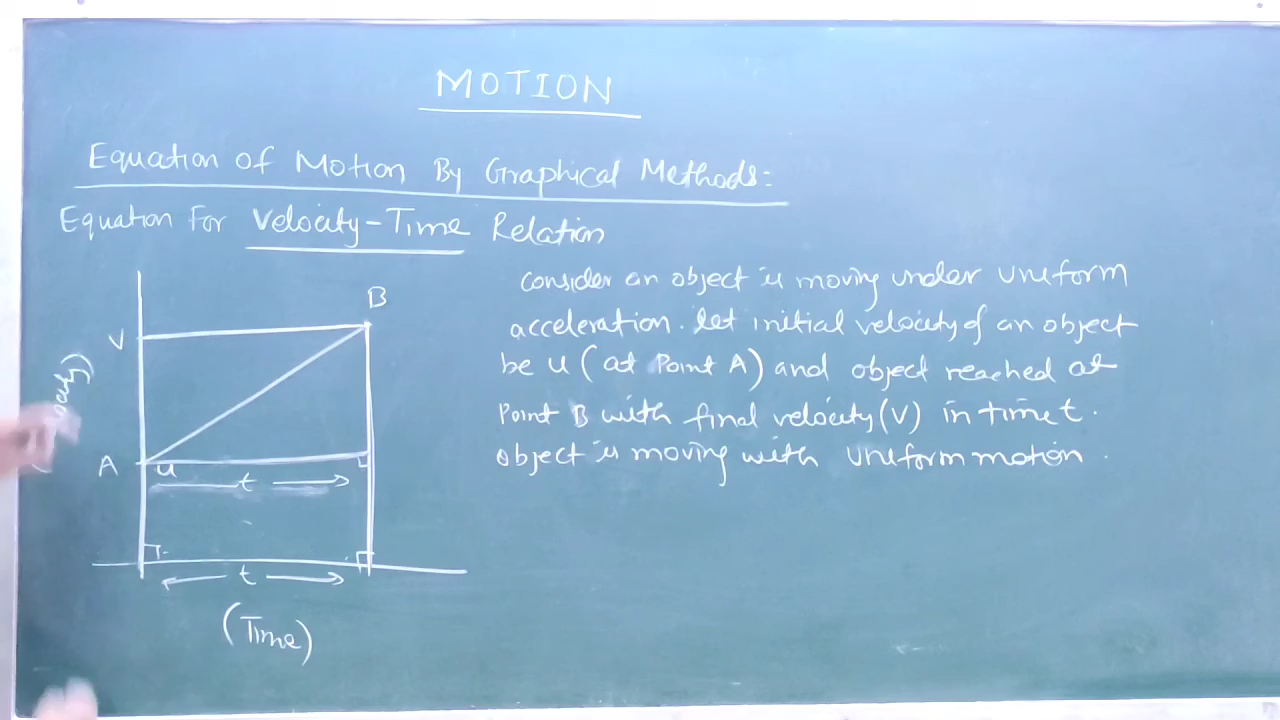 MOTION
Equation of Motion By Graphical Methods:
Equation For Velocity-Time Relation
Consider an object is moving under uniform
acceleration. let initial velocity of an object
be u (at Point A) and object reached at
Point B with final velocity (V) in time t.
object is moving with uniform motion.
B
V
A
u
t
t
(Time)